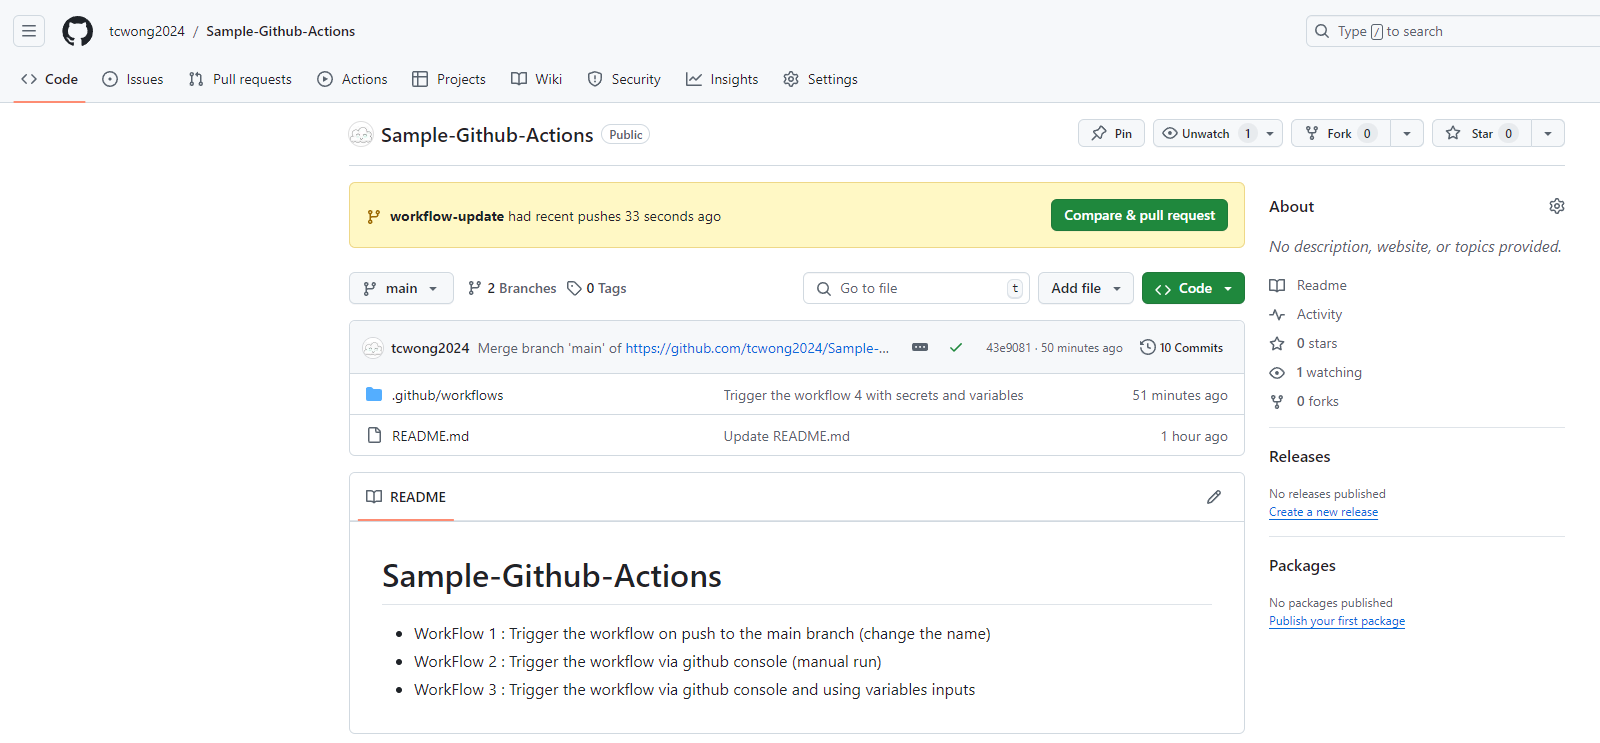 tcwong2024 / Sample-Github-Actions
Type / to search
Code Issues Pull requests Actions Projects Wiki Security Insights Settings
Sample-Github-Actions Public
Pin Unwatch 1 Fork 0 Star 0
workflow-update had recent pushes 33 seconds ago
Compare & pull request
main 2 Branches 0 Tags
Go to file t
Add file
Code
tcwong2024 Merge branch 'main' of https://github.com/tcwong2024/Sample-... 43e9081 · 50 minutes ago 10 Commits
.github/workflows Trigger the workflow 4 with secrets and variables 51 minutes ago
README.md Update README.md 1 hour ago
README
Sample-Github-Actions
• WorkFlow 1 : Trigger the workflow on push to the main branch (change the name)
• WorkFlow 2 : Trigger the workflow via github console (manual run)
• WorkFlow 3 : Trigger the workflow via github console and using variables inputs
About
No description, website, or topics provided.
Readme
Activity
0 stars
1 watching
0 forks
Releases
No releases published
Create a new release
Packages
No packages published
Publish your first package